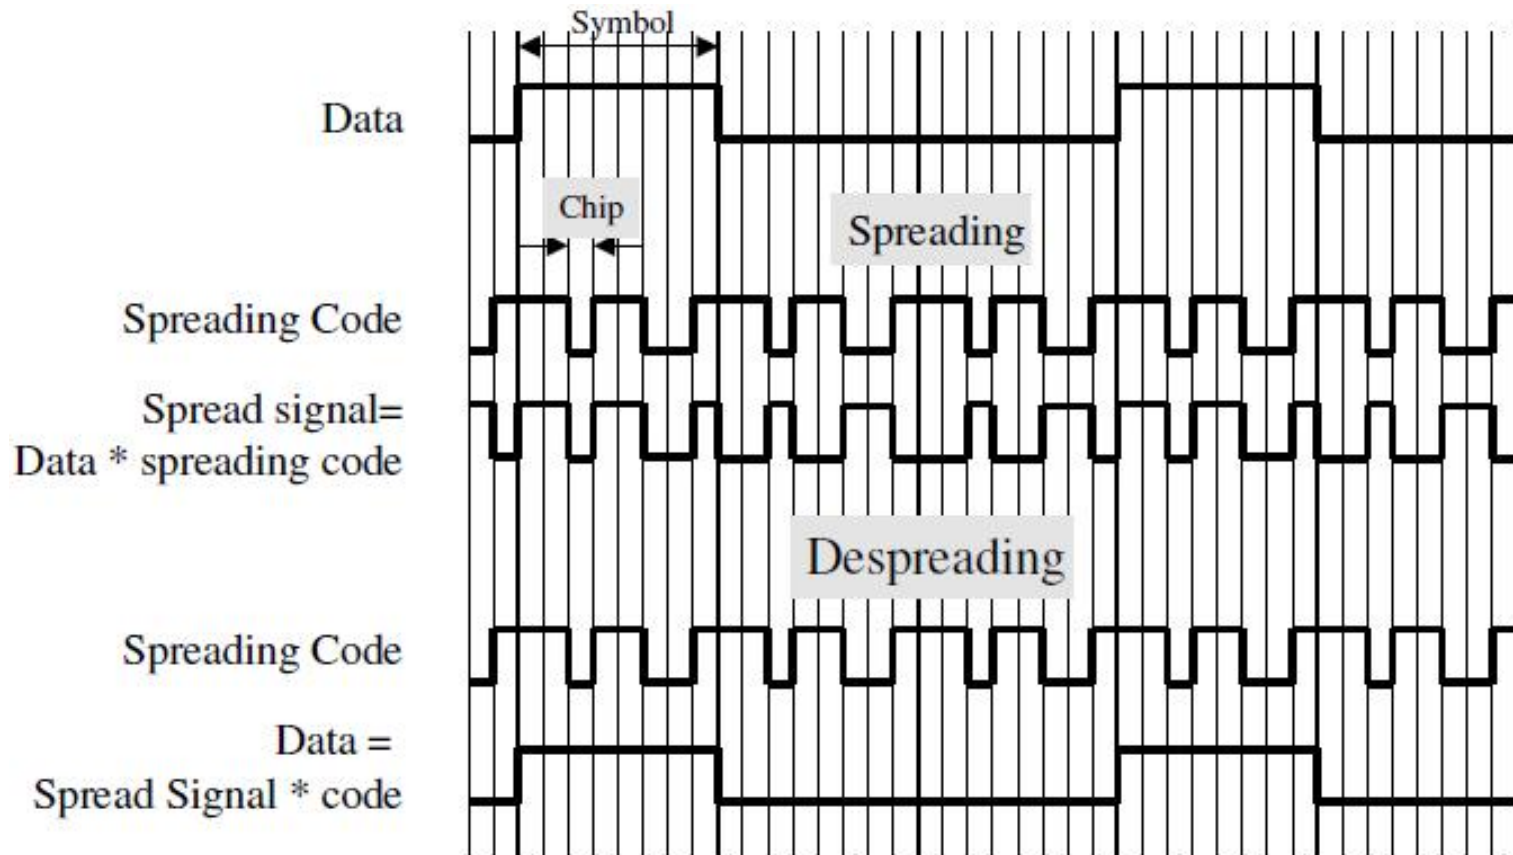 Symbol
Data
Chip
Spreading
Spreading Code
Spread signal=
Data * spreading code
Despreading
Spreading Code
Data =
Spread Signal * code